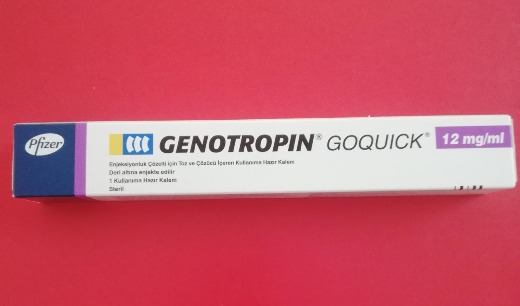 Pfizer
GENOTROPIN® GOQUICK® 12 mg/ml
Enjeksiyonluk Çözelti İçin Toz ve Çözücü İçeren Kullanıma Hazır Kalem
Deri altına enjekte edilir
1 Kullanıma Hazır Kalem
Steril